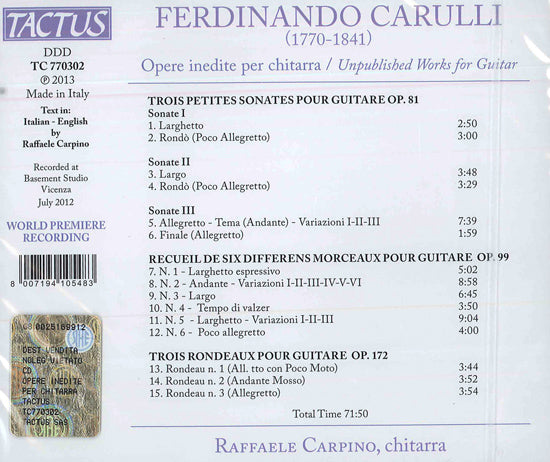 TACTUS
DDD
TC 770302
℗ 2013
Made in Italy
Text in:
Italian - English
by
Raffaele Carpino
Recorded at
Basement Studio
Vicenza
July 2012
WORLD PREMIERE
RECORDING
8 007194 105483
FERDINANDO CARULLI
(1770-1841)
Opere inedite per chitarra / Unpublished Works for Guitar
TROIS PETITES SONATES POUR GUITARE OP. 81
Sonate I
1. Larghetto 2:50
2. Rondò (Poco Allegretto) 3:00
Sonate II
3. Largo 3:48
4. Rondò (Poco Allegretto) 3:29
Sonate III
5. Allegretto - Tema (Andante) - Variazioni I-II-III 7:39
6. Finale (Allegretto) 1:59
RECUEIL DE SIX DIFFERENS MORCEAUX POUR GUITARE OP. 99
7. N. 1 - Larghetto espressivo 5:02
8. N. 2 - Andante - Variazioni I-II-III-IV-V-VI 8:58
9. N. 3 - Largo 6:45
10. N. 4 - Tempo di valzer 3:50
11. N. 5 - Larghetto - Variazioni I-II-III 9:04
12. N. 6 - Poco allegretto 4:00
TROIS RONDEAUX POUR GUITARE OP. 172
13. Rondeau n. 1 (All. tto con Poco Moto) 3:44
14. Rondeau n. 2 (Andante Mosso) 3:52
15. Rondeau n. 3 (Allegretto) 3:54
Total Time 71:50
RAFFAELE CARPINO, chitarra
0025169912
SIAE
DEST VENDITA
NOLEG VIETATO
CD
OPERE INEDITE
PER CHITARRA
TACTUS
TC770302
TACTUS SAS